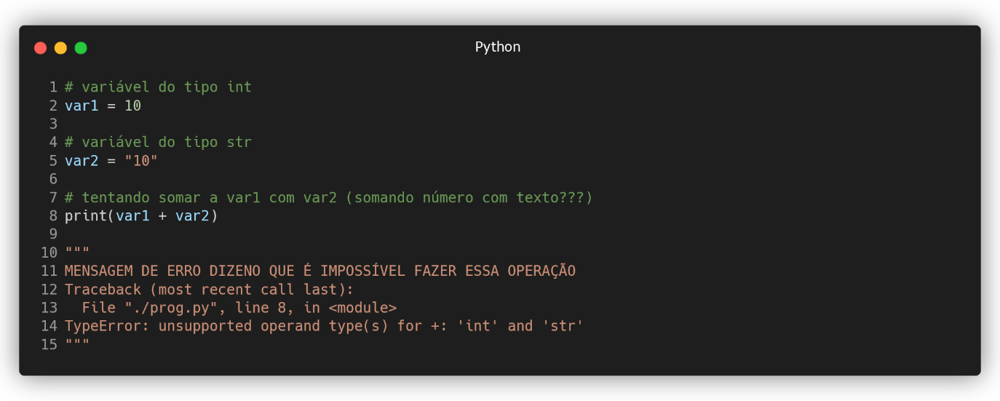 Python
1 # variável do tipo int
2 var1 = 10
3
4 # variável do tipo str
5 var2 = "10"
6
7 # tentando somar a var1 com var2 (somando número com texto???)
8 print(var1 + var2)
9
10 """
11 MENSAGEM DE ERRO DIZENO QUE É IMPOSSÍVEL FAZER ESSA OPERAÇÃO
12 Traceback (most recent call last):
13   File "./prog.py", line 8, in <module>
14 TypeError: unsupported operand type(s) for +: 'int' and 'str'
15 """